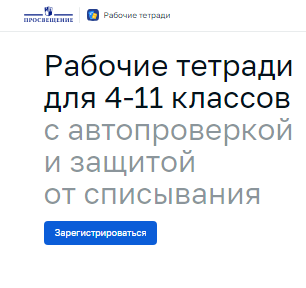 ПРОСВЕЩЕНИЕ
Рабочие тетради
Рабочие тетради
для 4-11 классов
с автопроверкой
и защитой
от списывания
Зарегистрироваться